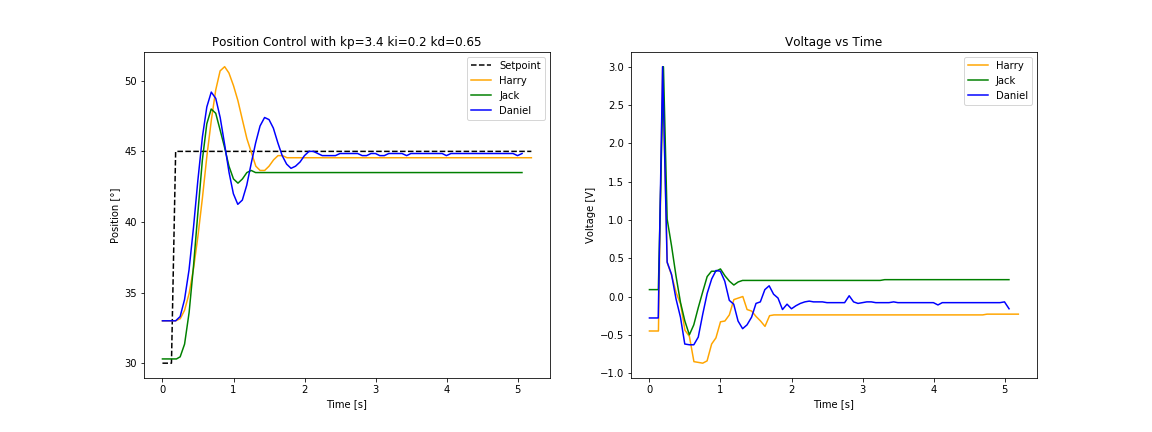 Position Control with kp=3.4 ki=0.2 kd=0.65
Setpoint
Harry
Jack
Daniel
50
45
40
35
30
Position [°]
0 1 2 3 4 5
Time [s]
Voltage vs Time
Harry
Jack
Daniel
3.0
2.5
2.0
1.5
1.0
0.5
0.0
−0.5
−1.0
Voltage [V]
0 1 2 3 4 5
Time [s]